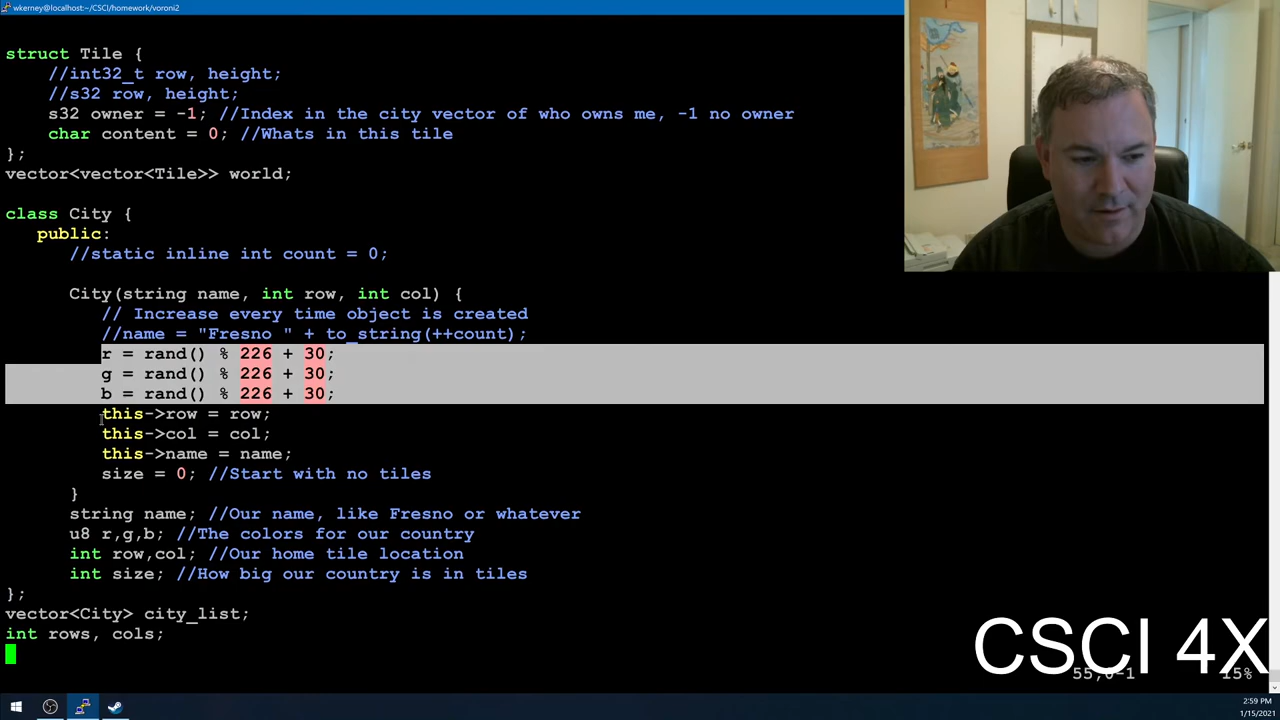 wkerney@localhost:~/CSCI/homework/voroni2
struct Tile {
//int32_t row, height;
//s32 row, height;
s32 owner = -1; //Index in the city vector of who owns me, -1 no owner
char content = 0; //Whats in this tile
};
vector<vector<Tile>> world;
class City {
public:
//static inline int count = 0;
City(string name, int row, int col) {
// Increase every time object is created
//name = "Fresno " + to_string(++count);
r = rand() % 226 + 30;
g = rand() % 226 + 30;
b = rand() % 226 + 30;
this->row = row;
this->col = col;
this->name = name;
size = 0; //Start with no tiles
}
string name; //Our name, like Fresno or whatever
u8 r,g,b; //The colors for our country
int row,col; //Our home tile location
int size; //How big our country is in tiles
};
vector<City> city_list;
int rows, cols;
CSCI 4X
55,0-1 15%
2:59 PM
1/15/2021